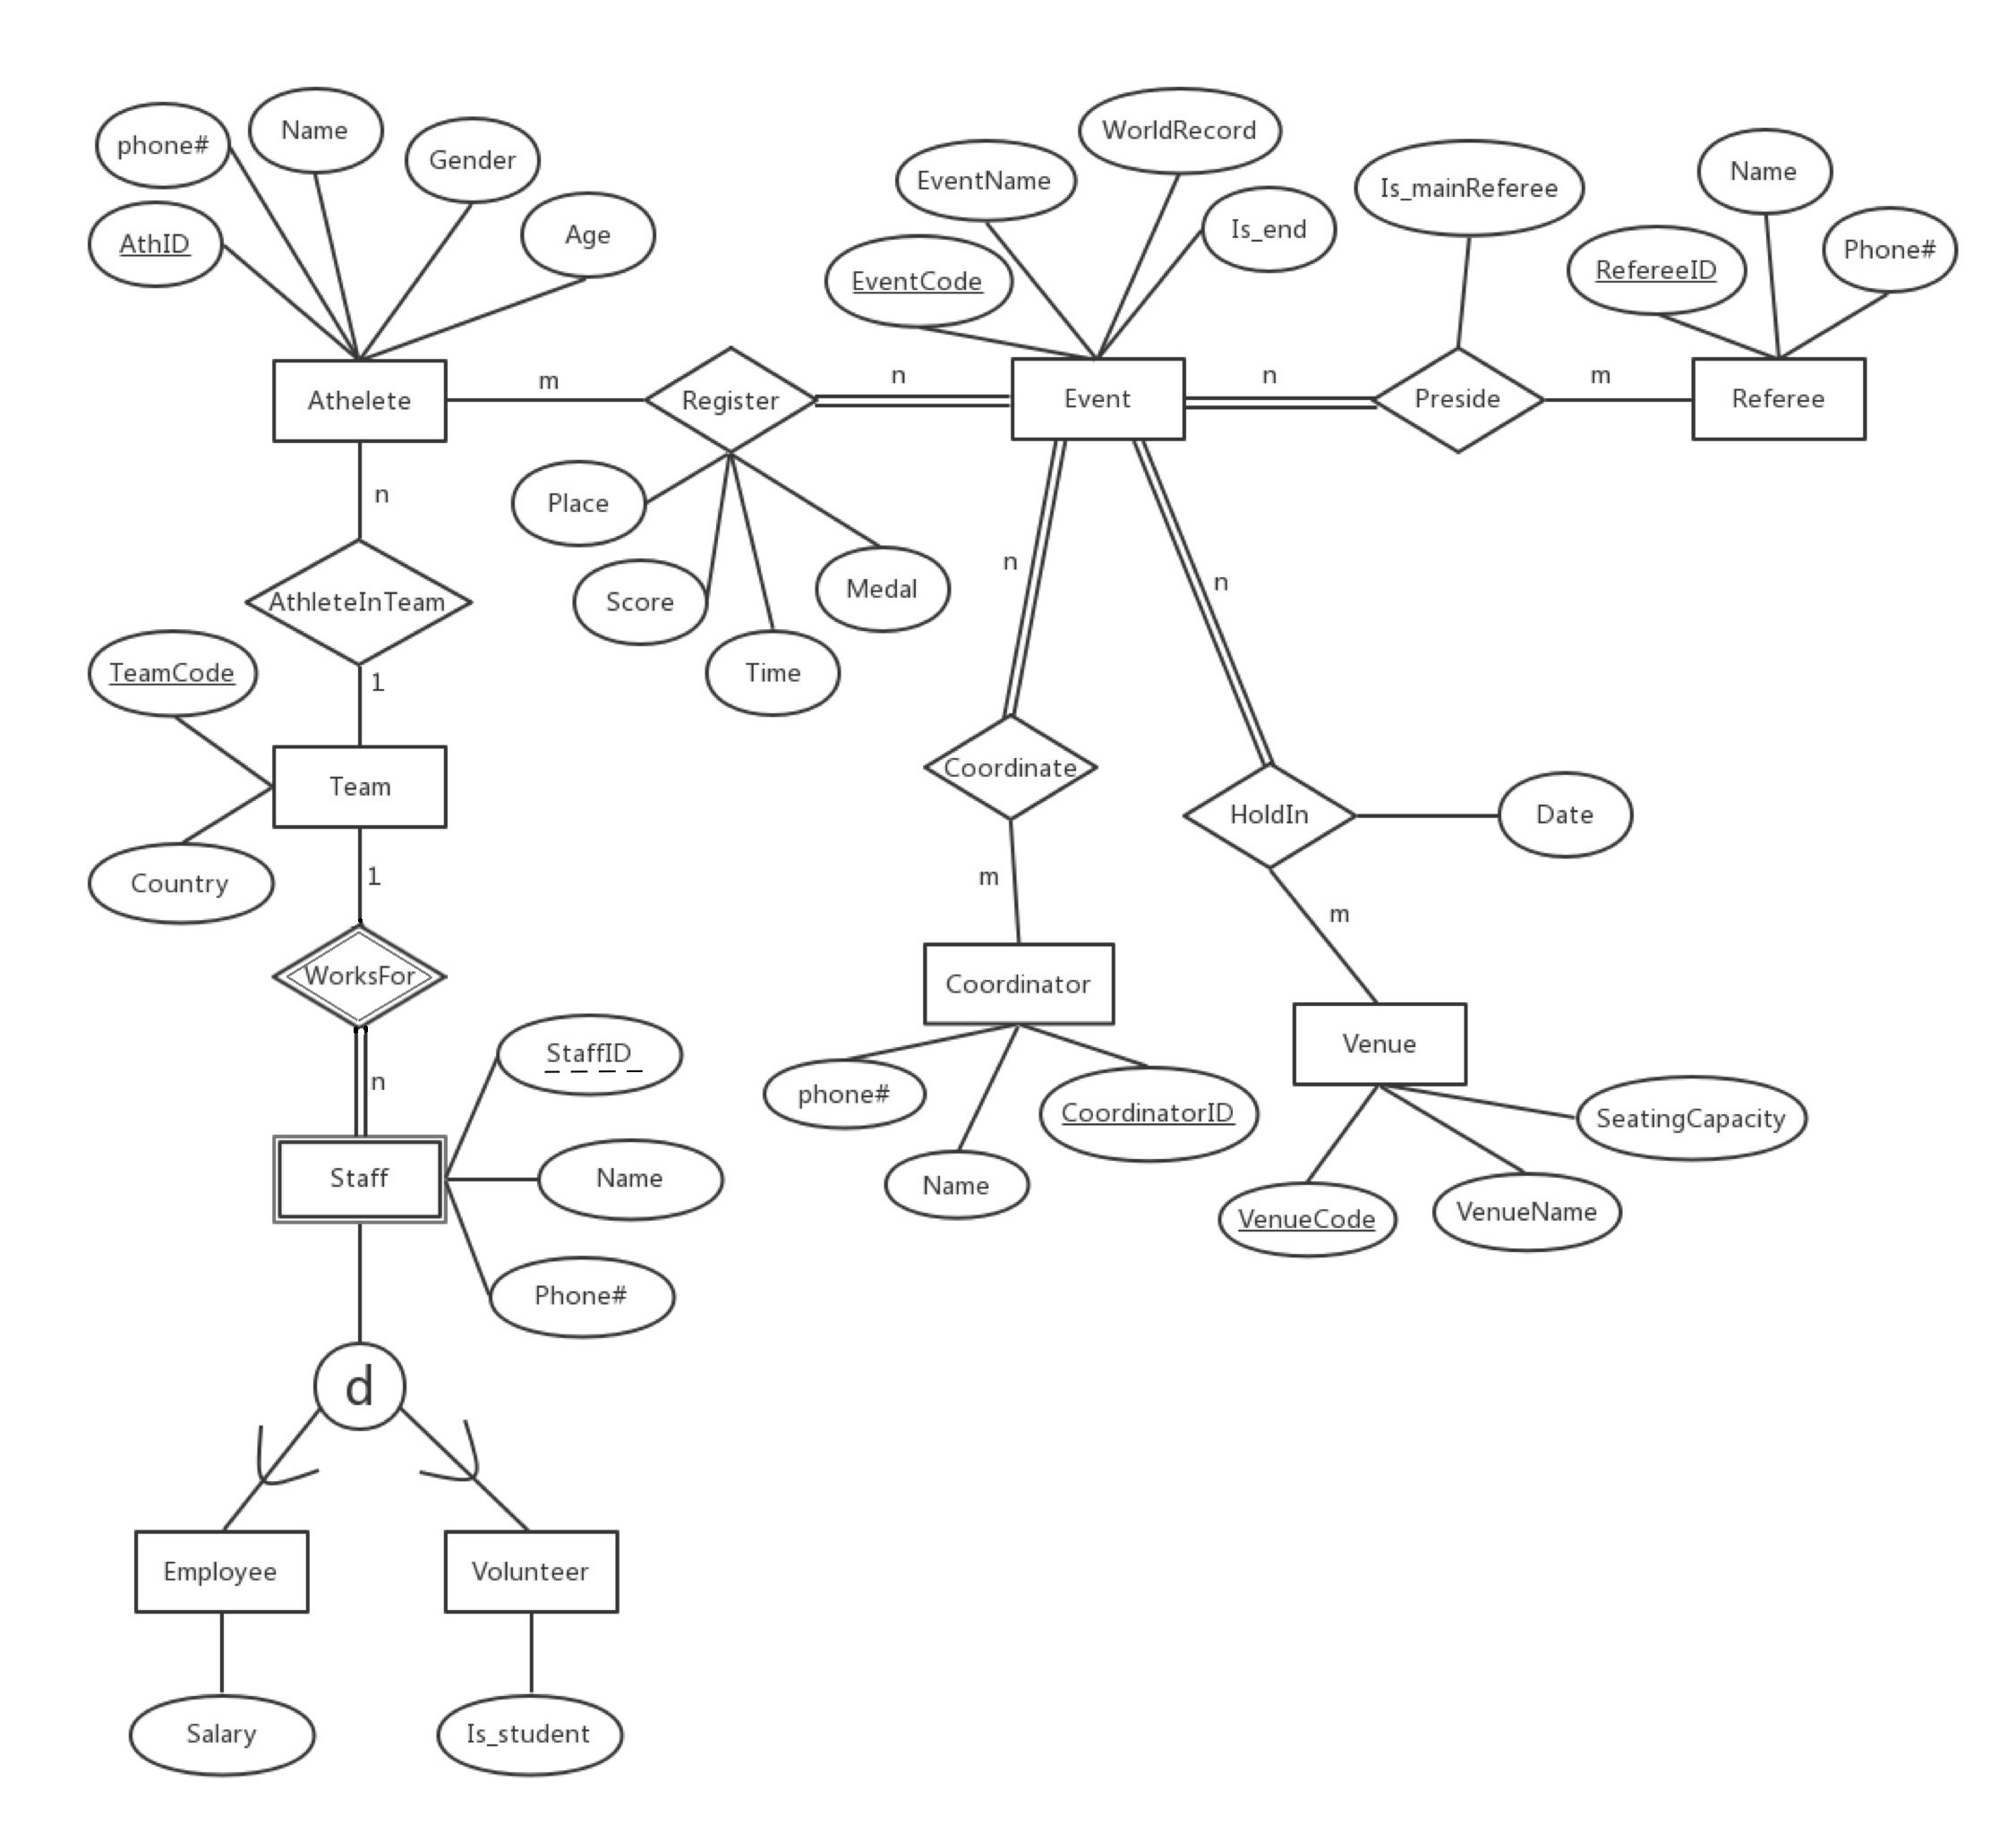 WorldRecord
phone#
Name
Gender
EventName
Is_mainReferee
Name
AthID
Age
EventCode
Is_end
RefereeID
Phone#
Athelete
m
Register
n
Event
n
Preside
m
Referee
n
Place
Score
Time
Medal
n
n
AthleteInTeam
1
TeamCode
Team
Country
1
Coordinate
HoldIn
Date
m
m
WorksFor
n
StaffID
Staff
Name
Phone#
Coordinator
phone#
Name
CoordinatorID
Venue
SeatingCapacity
VenueCode
VenueName
d
Employee
Volunteer
Salary
Is_student